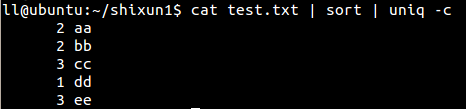 ll@ubuntu:~/shixun1$ cat test.txt | sort | uniq -c
2 aa
2 bb
3 cc
1 dd
3 ee